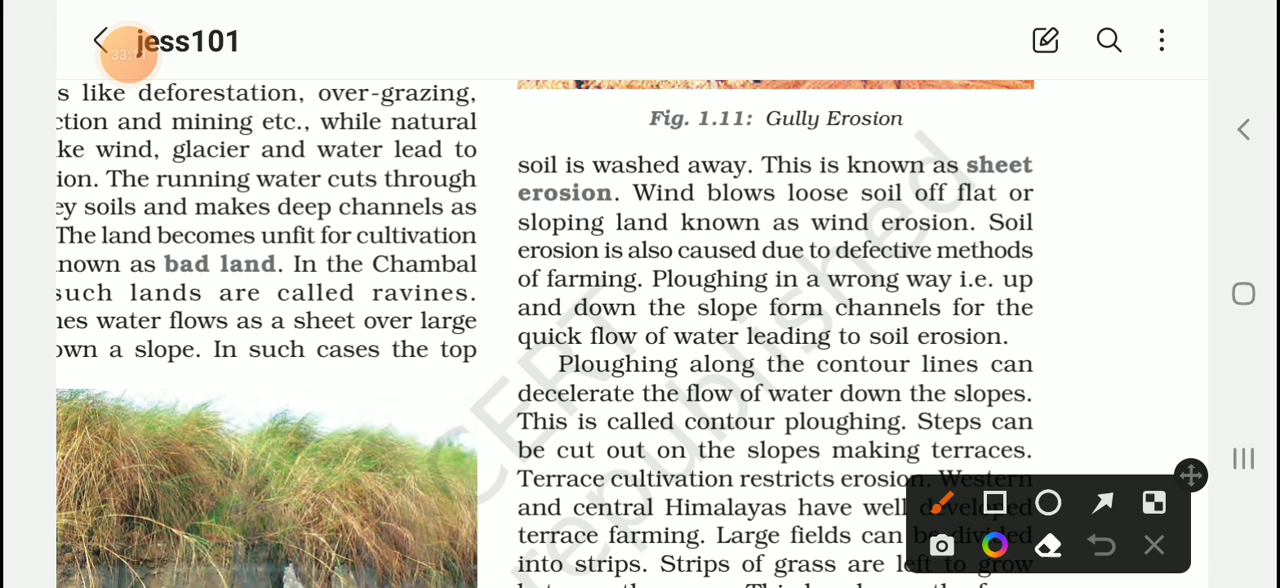 jess101
s like deforestation, over-grazing,
ction and mining etc., while natural
ke wind, glacier and water lead to
ion. The running water cuts through
ey soils and makes deep channels as
The land becomes unfit for cultivation
nown as bad land. In the Chambal
such lands are called ravines.
nes water flows as a sheet over large
own a slope. In such cases the top
Fig. 1.11: Gully Erosion
soil is washed away. This is known as sheet
erosion. Wind blows loose soil off flat or
sloping land known as wind erosion. Soil
erosion is also caused due to defective methods
of farming. Ploughing in a wrong way i.e. up
and down the slope form channels for the
quick flow of water leading to soil erosion.
Ploughing along the contour lines can
decelerate the flow of water down the slopes.
This is called contour ploughing. Steps can
be cut out on the slopes making terraces.
Terrace cultivation restricts erosion. Western
and central Himalayas have well developed
terrace farming. Large fields can be divided
into strips. Strips of grass are left to grow